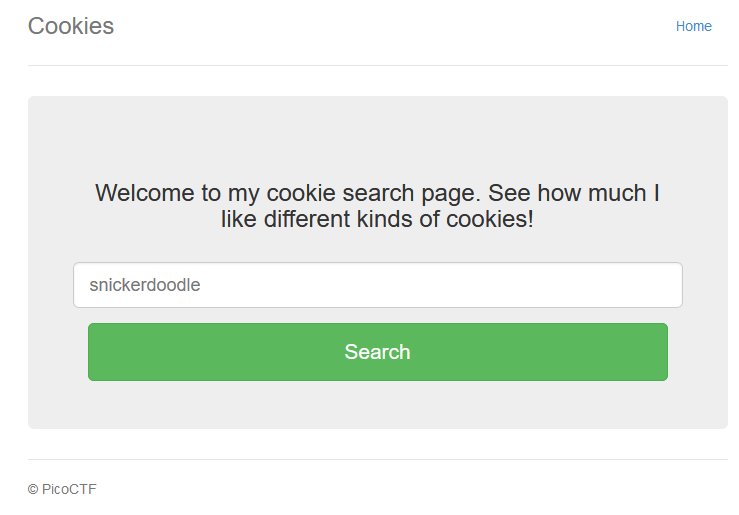 Cookies
Home
Welcome to my cookie search page. See how much I
like different kinds of cookies!
snickerdoodle
Search
© PicoCTF